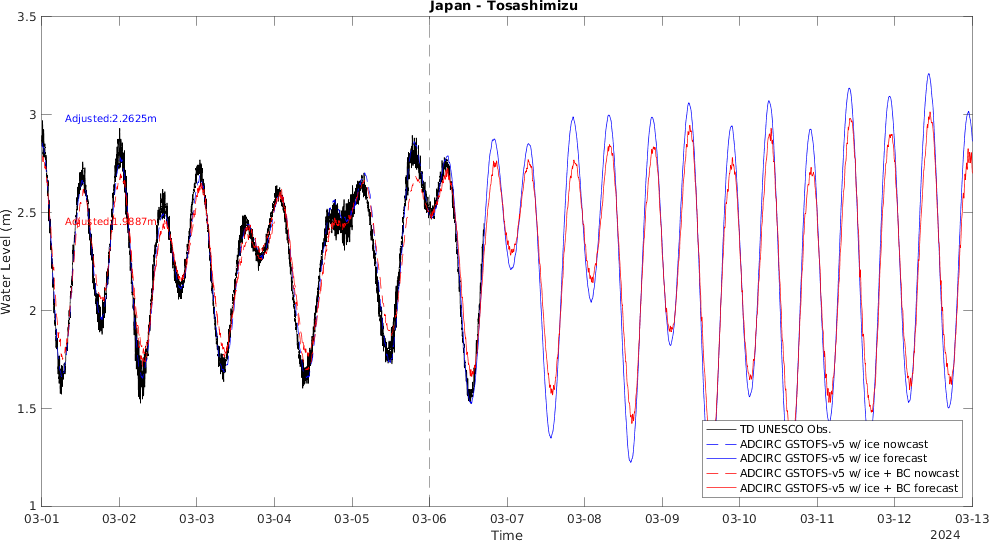 Japan - Tosashimizu
3.5
3
2.5
2
1.5
1
Water Level (m)
Adjusted:2.2625m
Adjusted:1.9887m
TD UNESCO Obs.
ADCIRC GSTOFS-v5 w/ ice nowcast
ADCIRC GSTOFS-v5 w/ ice forecast
ADCIRC GSTOFS-v5 w/ ice + BC nowcast
ADCIRC GSTOFS-v5 w/ ice + BC forecast
03-01 03-02 03-03 03-04 03-05 03-06 03-07 03-08 03-09 03-10 03-11 03-12 03-13
Time
2024